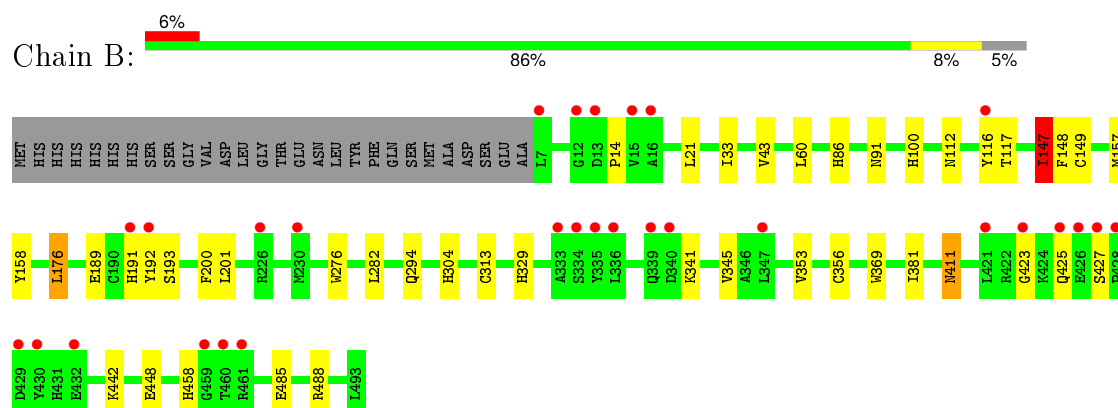 6%
Chain B:
86% 8% 5%
MET HIS HIS HIS HIS HIS HIS SER SER GLY VAL ASP LEU GLY THR GLU ASN LEU TYR PHE GLN SER MET ALA ASP SER GLU ALA L7 G12 D13 P14 V15 A16 L21 I33 V43 L60 H86 N91 H100 N112 Y116 T117 I147 F148 C149
Y158 L176 E189 C190 H191 Y192 S193 F200 L201 R226 M230 W276 L282 Q294 H304 C313 H329 A333 S334 Y335 L336 Q339 D340 K341 V345 A346 L347 V353 C356 W369 I381 N411 L421 R422 G423 K424 Q425 E426 S427
D429 Y430 H431 E432 K442 E448 H458 G459 T460 R461 E485 R488 L493